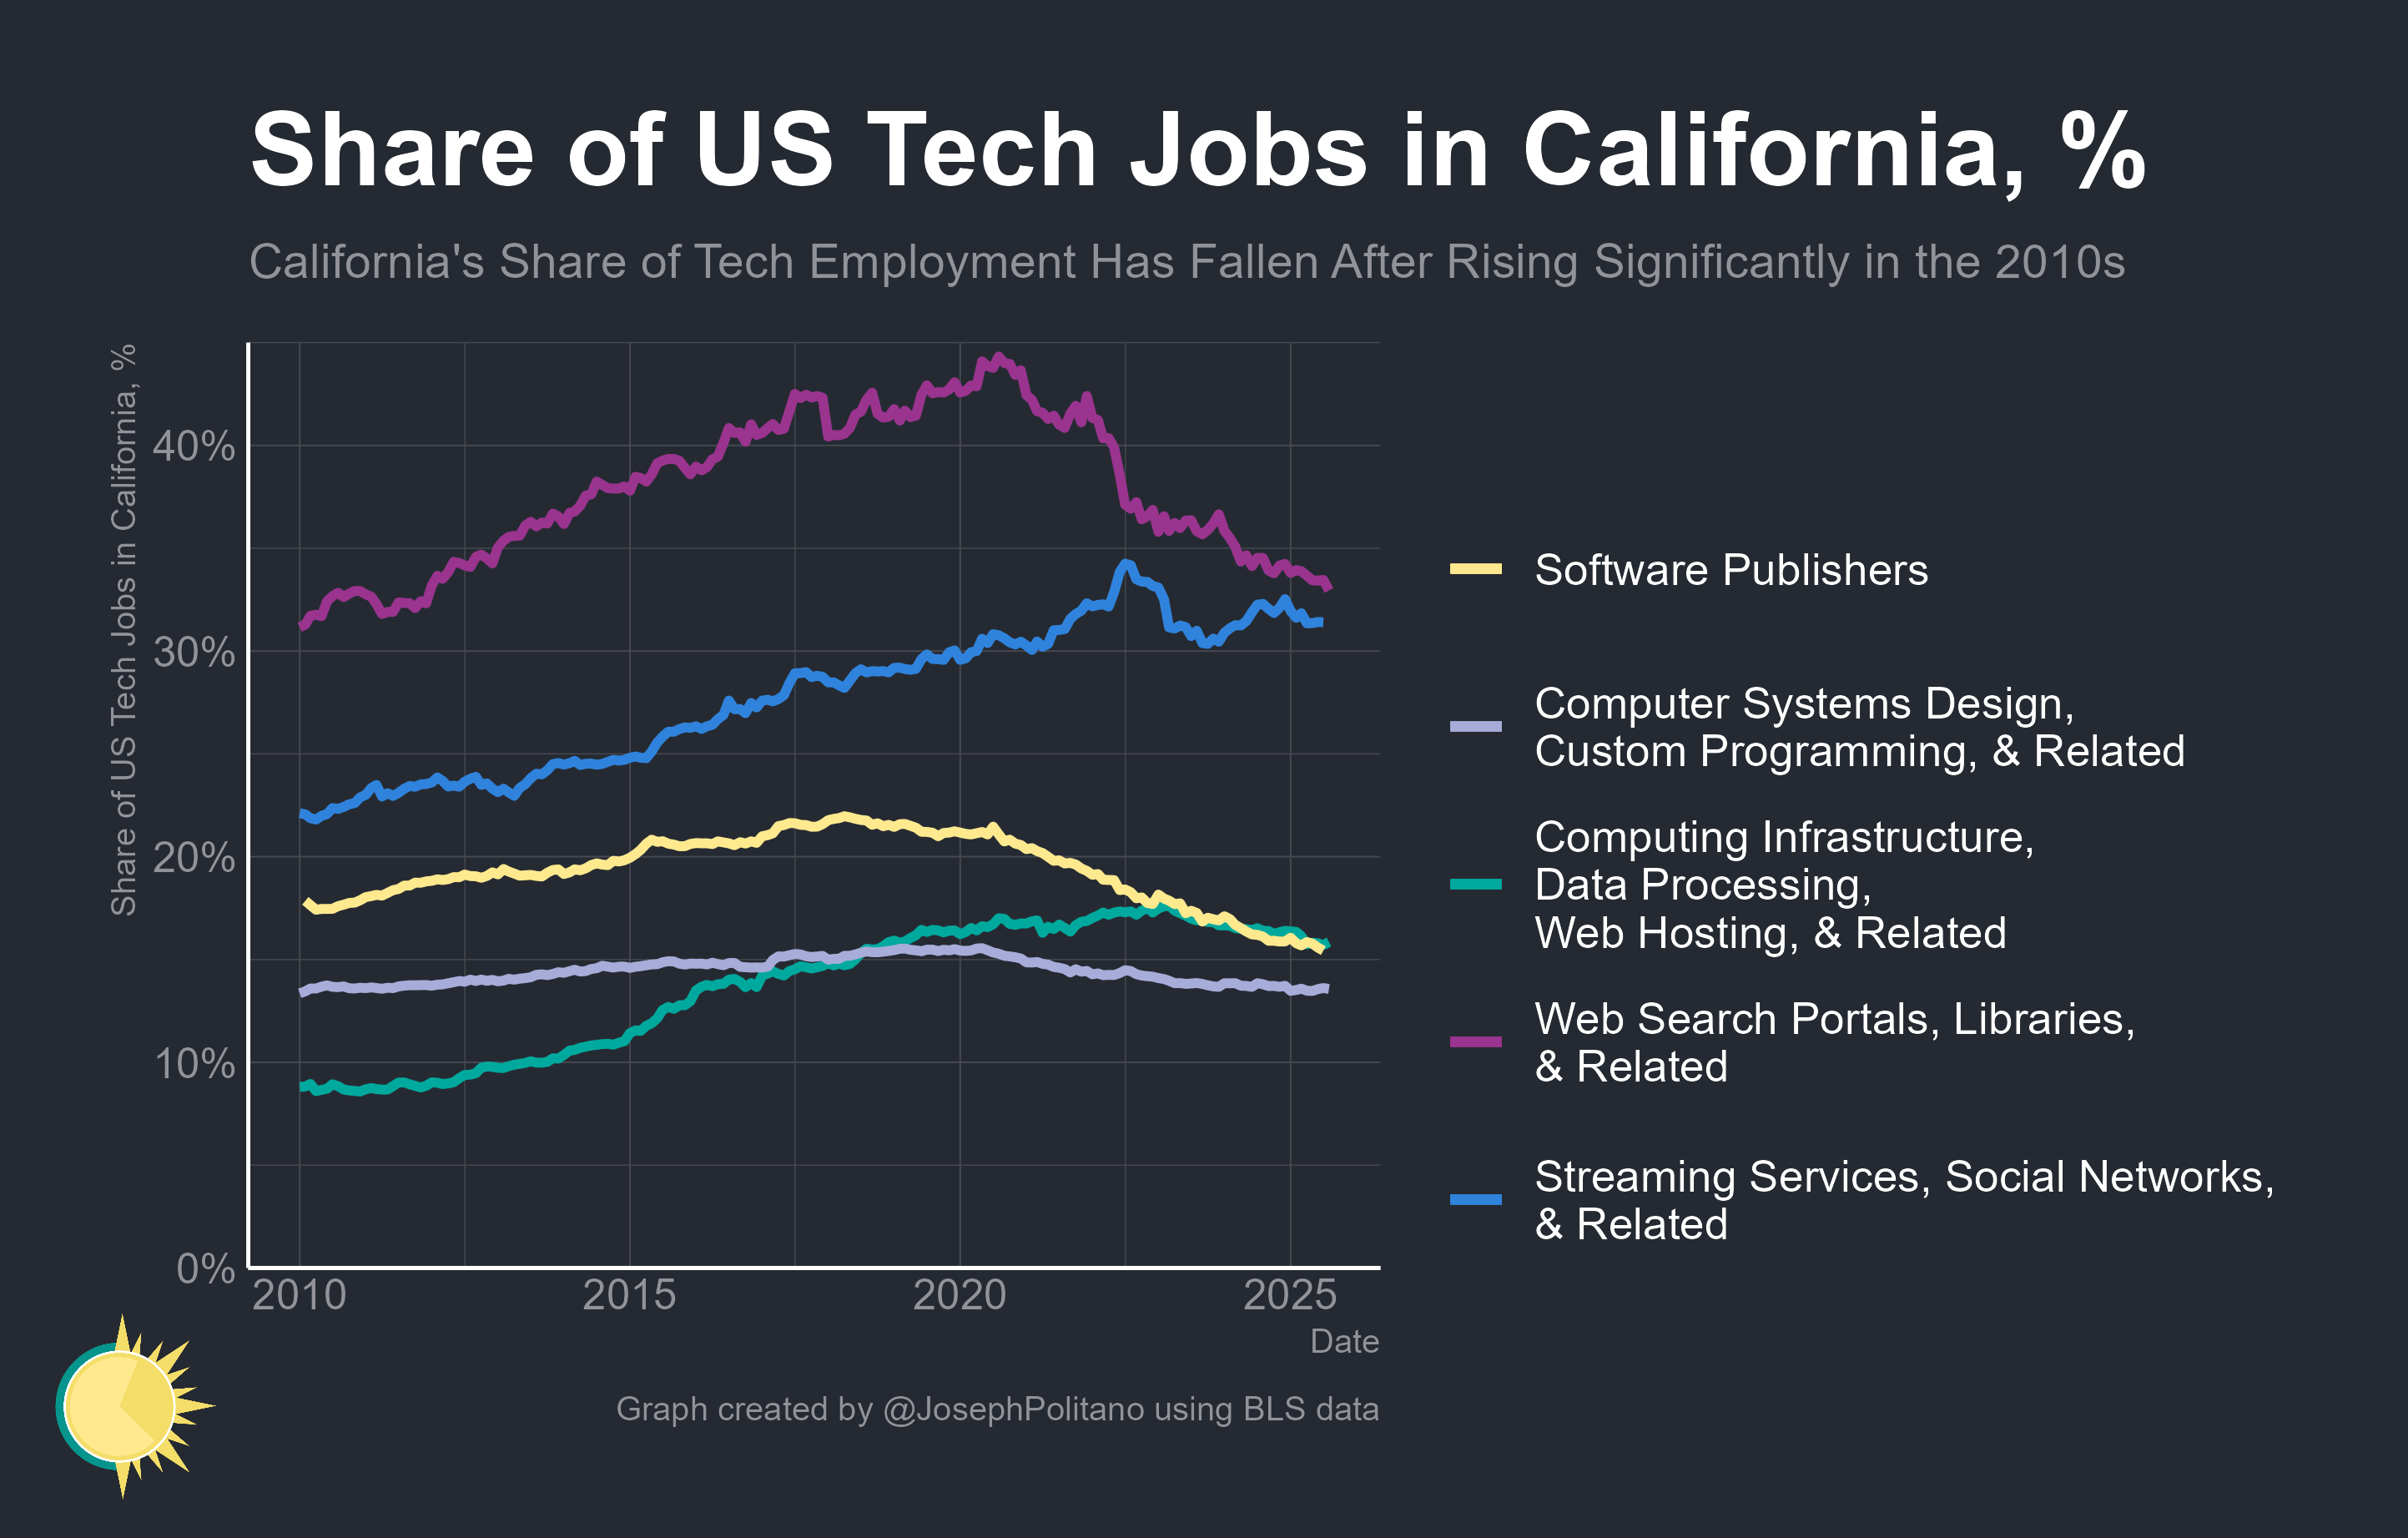 Share of US Tech Jobs in California, %
California's Share of Tech Employment Has Fallen After Rising Significantly in the 2010s
Share of US Tech Jobs in California, %
40%
30%
20%
10%
0%
2010
2015
2020
2025
Date
Software Publishers
Computer Systems Design,
Custom Programming, & Related
Computing Infrastructure,
Data Processing,
Web Hosting, & Related
Web Search Portals, Libraries,
& Related
Streaming Services, Social Networks,
& Related
Graph created by @JosephPolitano using BLS data